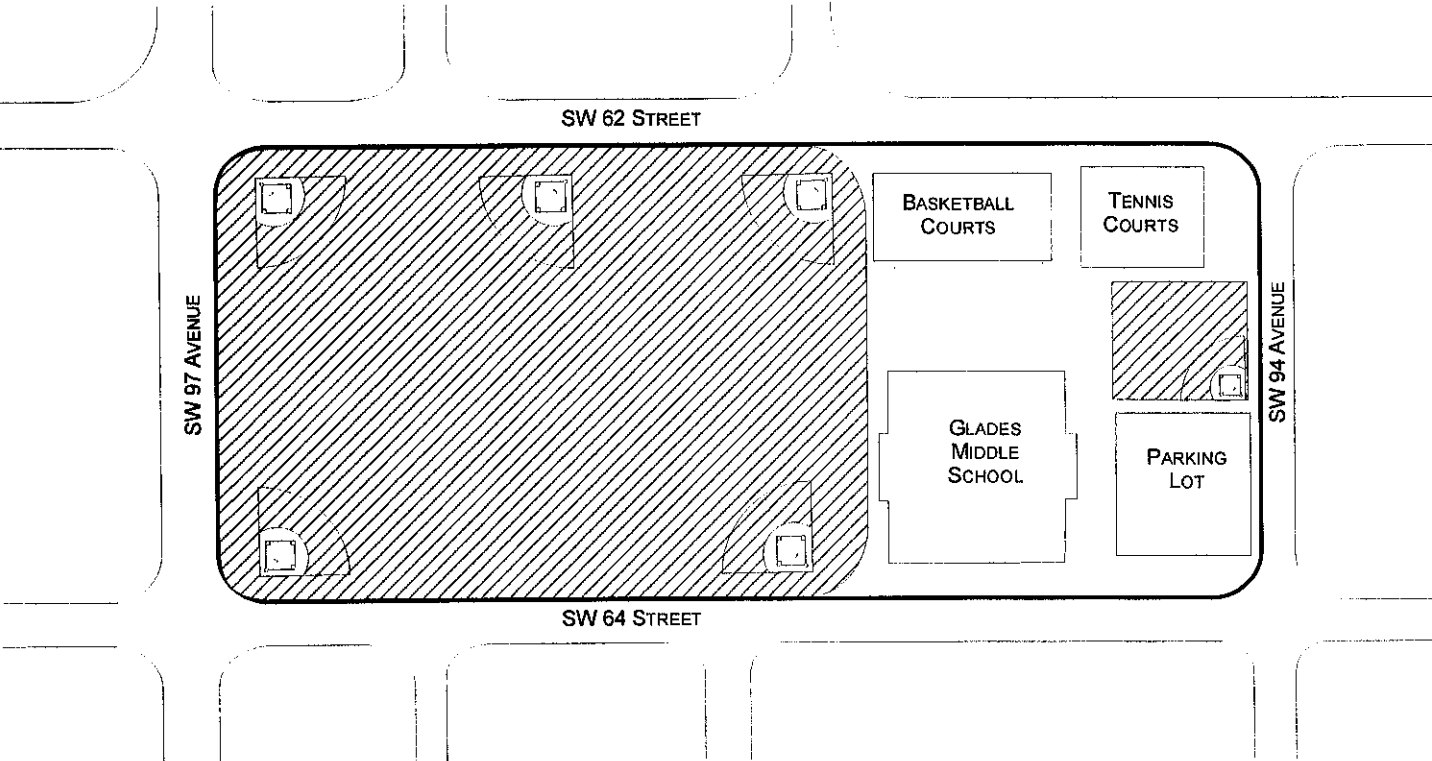 SW 62 STREET
BASKETBALL
COURTS
TENNIS
COURTS
SW 97 AVENUE
SW 94 AVENUE
GLADES
MIDDLE
SCHOOL
PARKING
LOT
SW 64 STREET